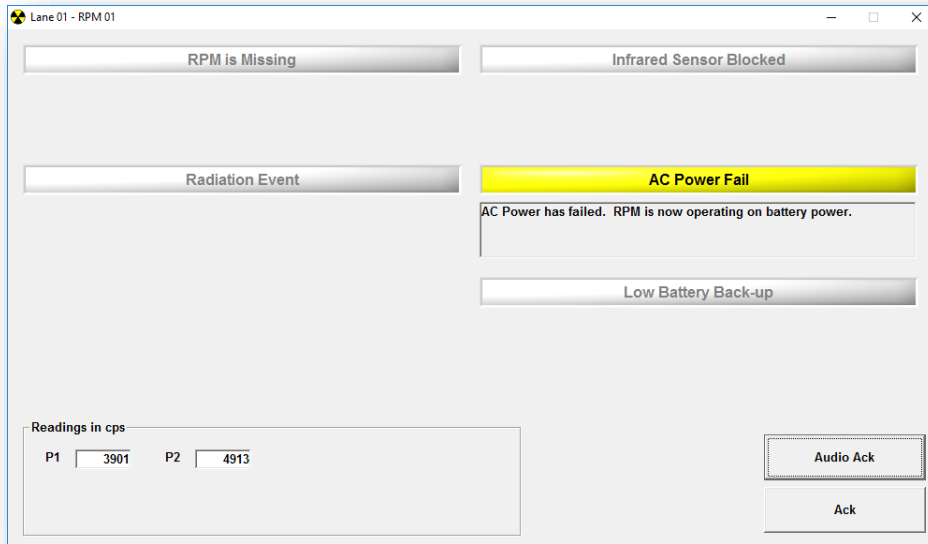 Lane 01 - RPM 01
RPM is Missing
Infrared Sensor Blocked
Radiation Event
AC Power Fail
AC Power has failed.  RPM is now operating on battery power.
Low Battery Back-up
Readings in cps
P1 3901 P2 4913
Audio Ack
Ack